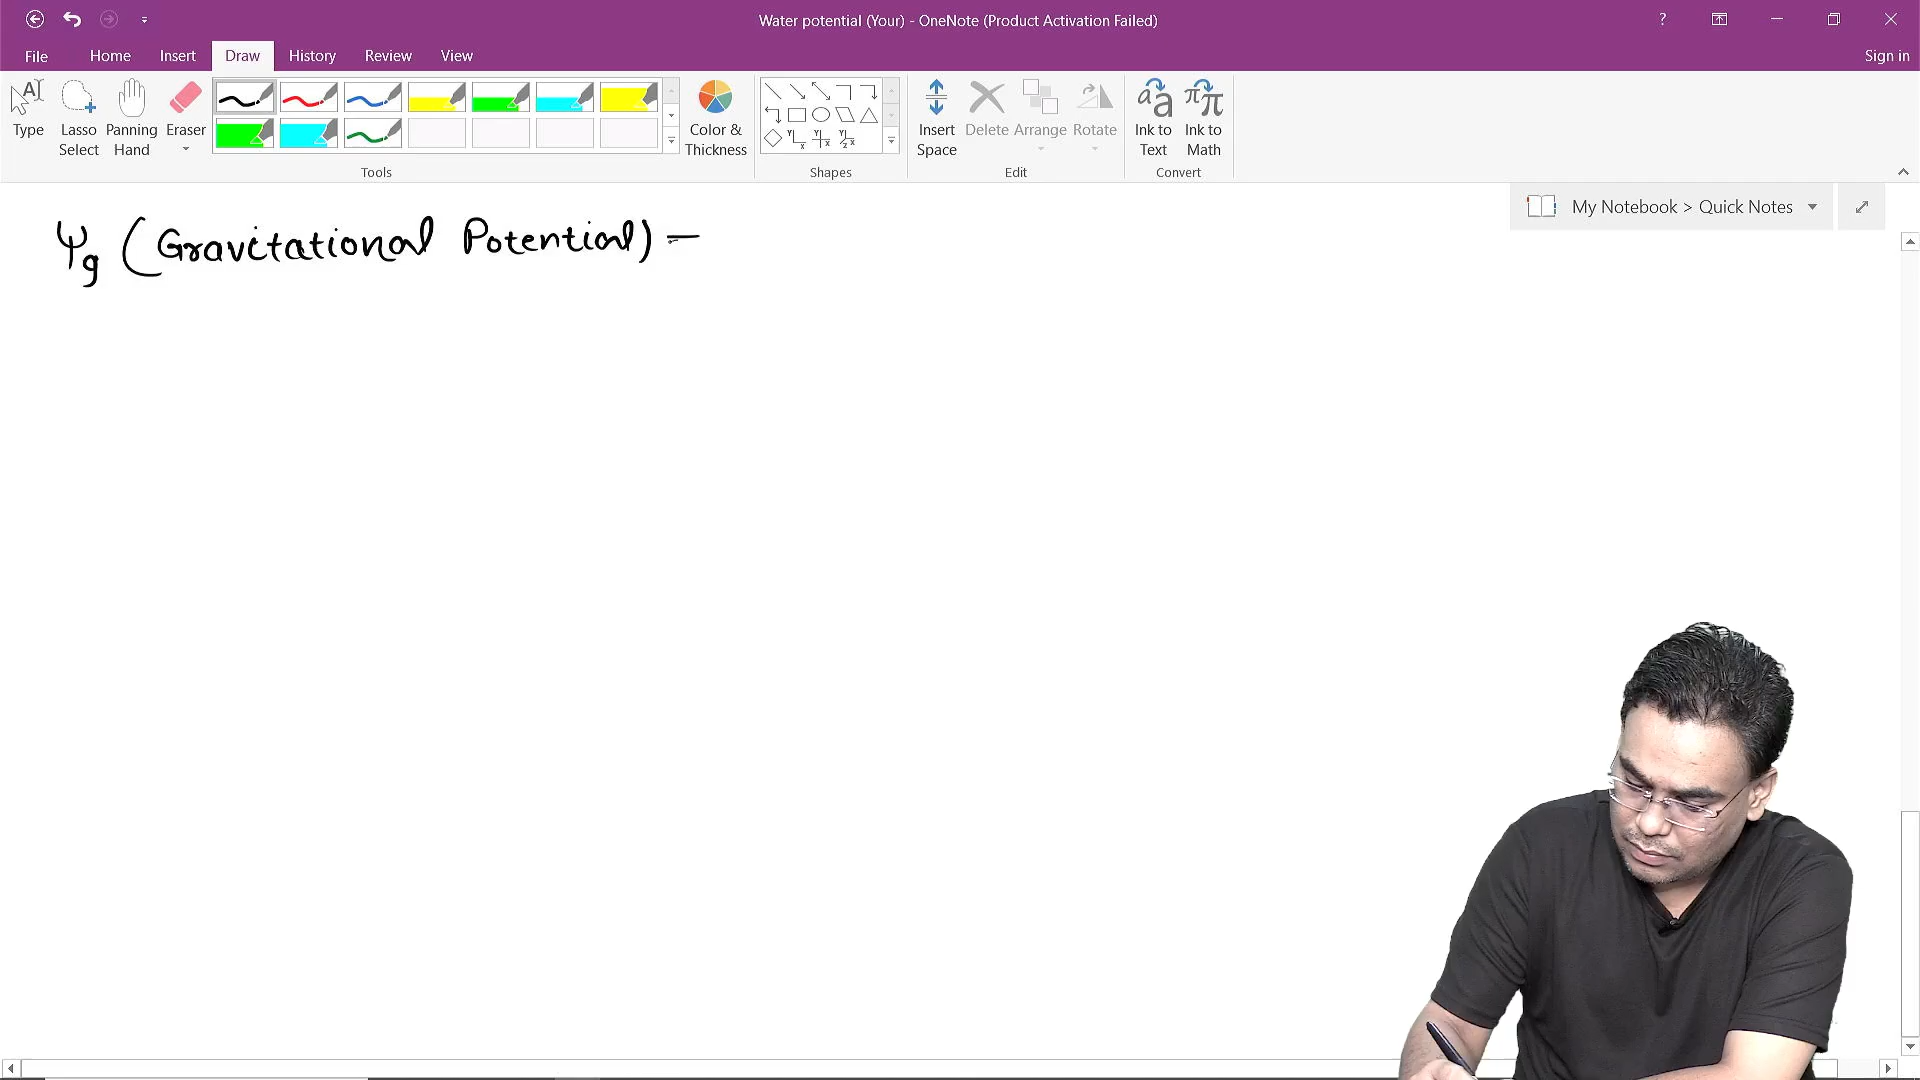 Water potential (Your) - OneNote (Product Activation Failed)
?
File Home Insert Draw History Review View
Sign in
Type
Lasso Select
Panning Hand
Eraser
Color & Thickness
Insert Space
Delete
Arrange
Rotate
Ink to Text
Ink to Math
Tools
Shapes
Edit
Convert
My Notebook > Quick Notes
Ψg (Gravitational Potential) —